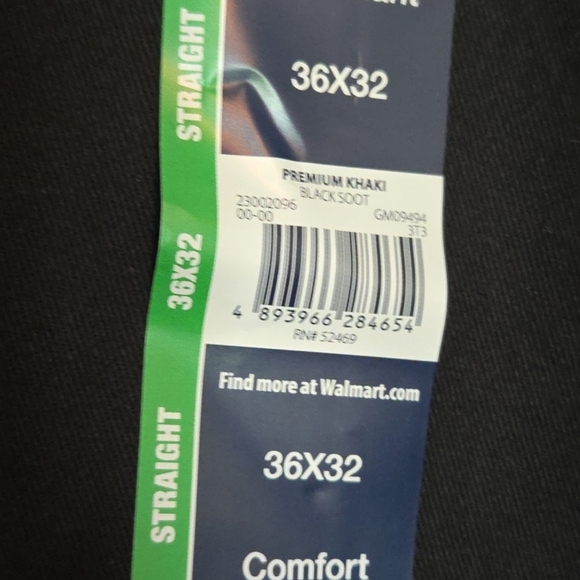 36X32
STRAIGHT
PREMIUM KHAKI
BLACK SOOT
23002096
00-00
GM09494
3T3
4 893966 284654
RN# 52469
36X32
Find more at Walmart.com
36X32
STRAIGHT
Comfort